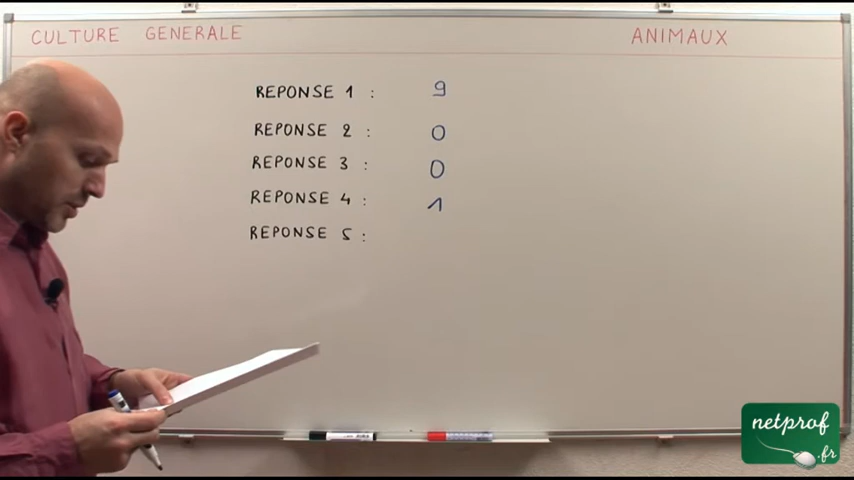 CULTURE GENERALE
ANIMAUX
REPONSE 1 : 9
REPONSE 2 : 0
REPONSE 3 : 0
REPONSE 4 : 1
REPONSE 5 :
netprof
.fr